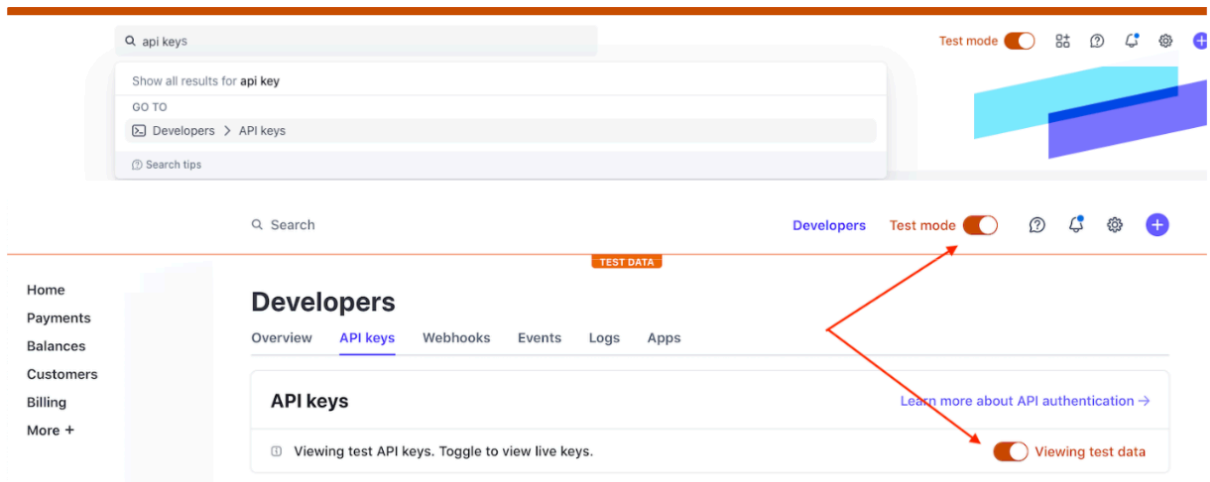 api keys
Test mode
Show all results for api key
GO TO
Developers > API keys
Search tips
Search
Developers Test mode
TEST DATA
Home
Payments
Balances
Customers
Billing
More +
Developers
Overview API keys Webhooks Events Logs Apps
API keys
Learn more about API authentication →
Viewing test API keys. Toggle to view live keys.
Viewing test data